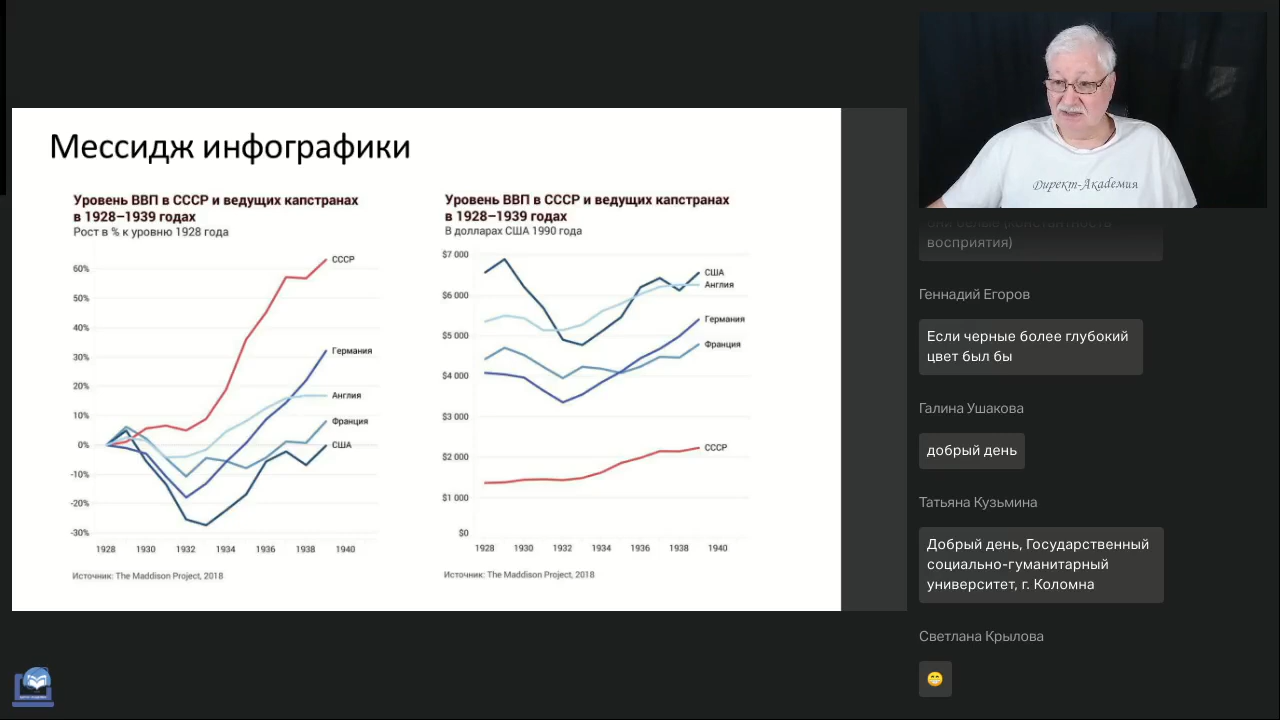 Мессидж инфографики
Уровень ВВП в СССР и ведущих капстранах
в 1928–1939 годах
Рост в % к уровню 1928 года
60%
50%
40%
30%
20%
10%
0%
-10%
-20%
-30%
СССР
Германия
Англия
Франция
США
1928 1930 1932 1934 1936 1938 1940
Источник: The Maddison Project, 2018
Уровень ВВП в СССР и ведущих капстранах
в 1928–1939 годах
В долларах США 1990 года
$7 000
$6 000
$5 000
$4 000
$3 000
$2 000
$1 000
$0
США
Англия
Германия
Франция
СССР
1928 1930 1932 1934 1936 1938 1940
Источник: The Maddison Project, 2018
Директ-Академия
восприятия)
Геннадий Егоров
Если черные более глубокий
цвет был бы
Галина Ушакова
добрый день
Татьяна Кузьмина
Добрый день, Государственный
социально-гуманитарный
университет, г. Коломна
Светлана Крылова
😁